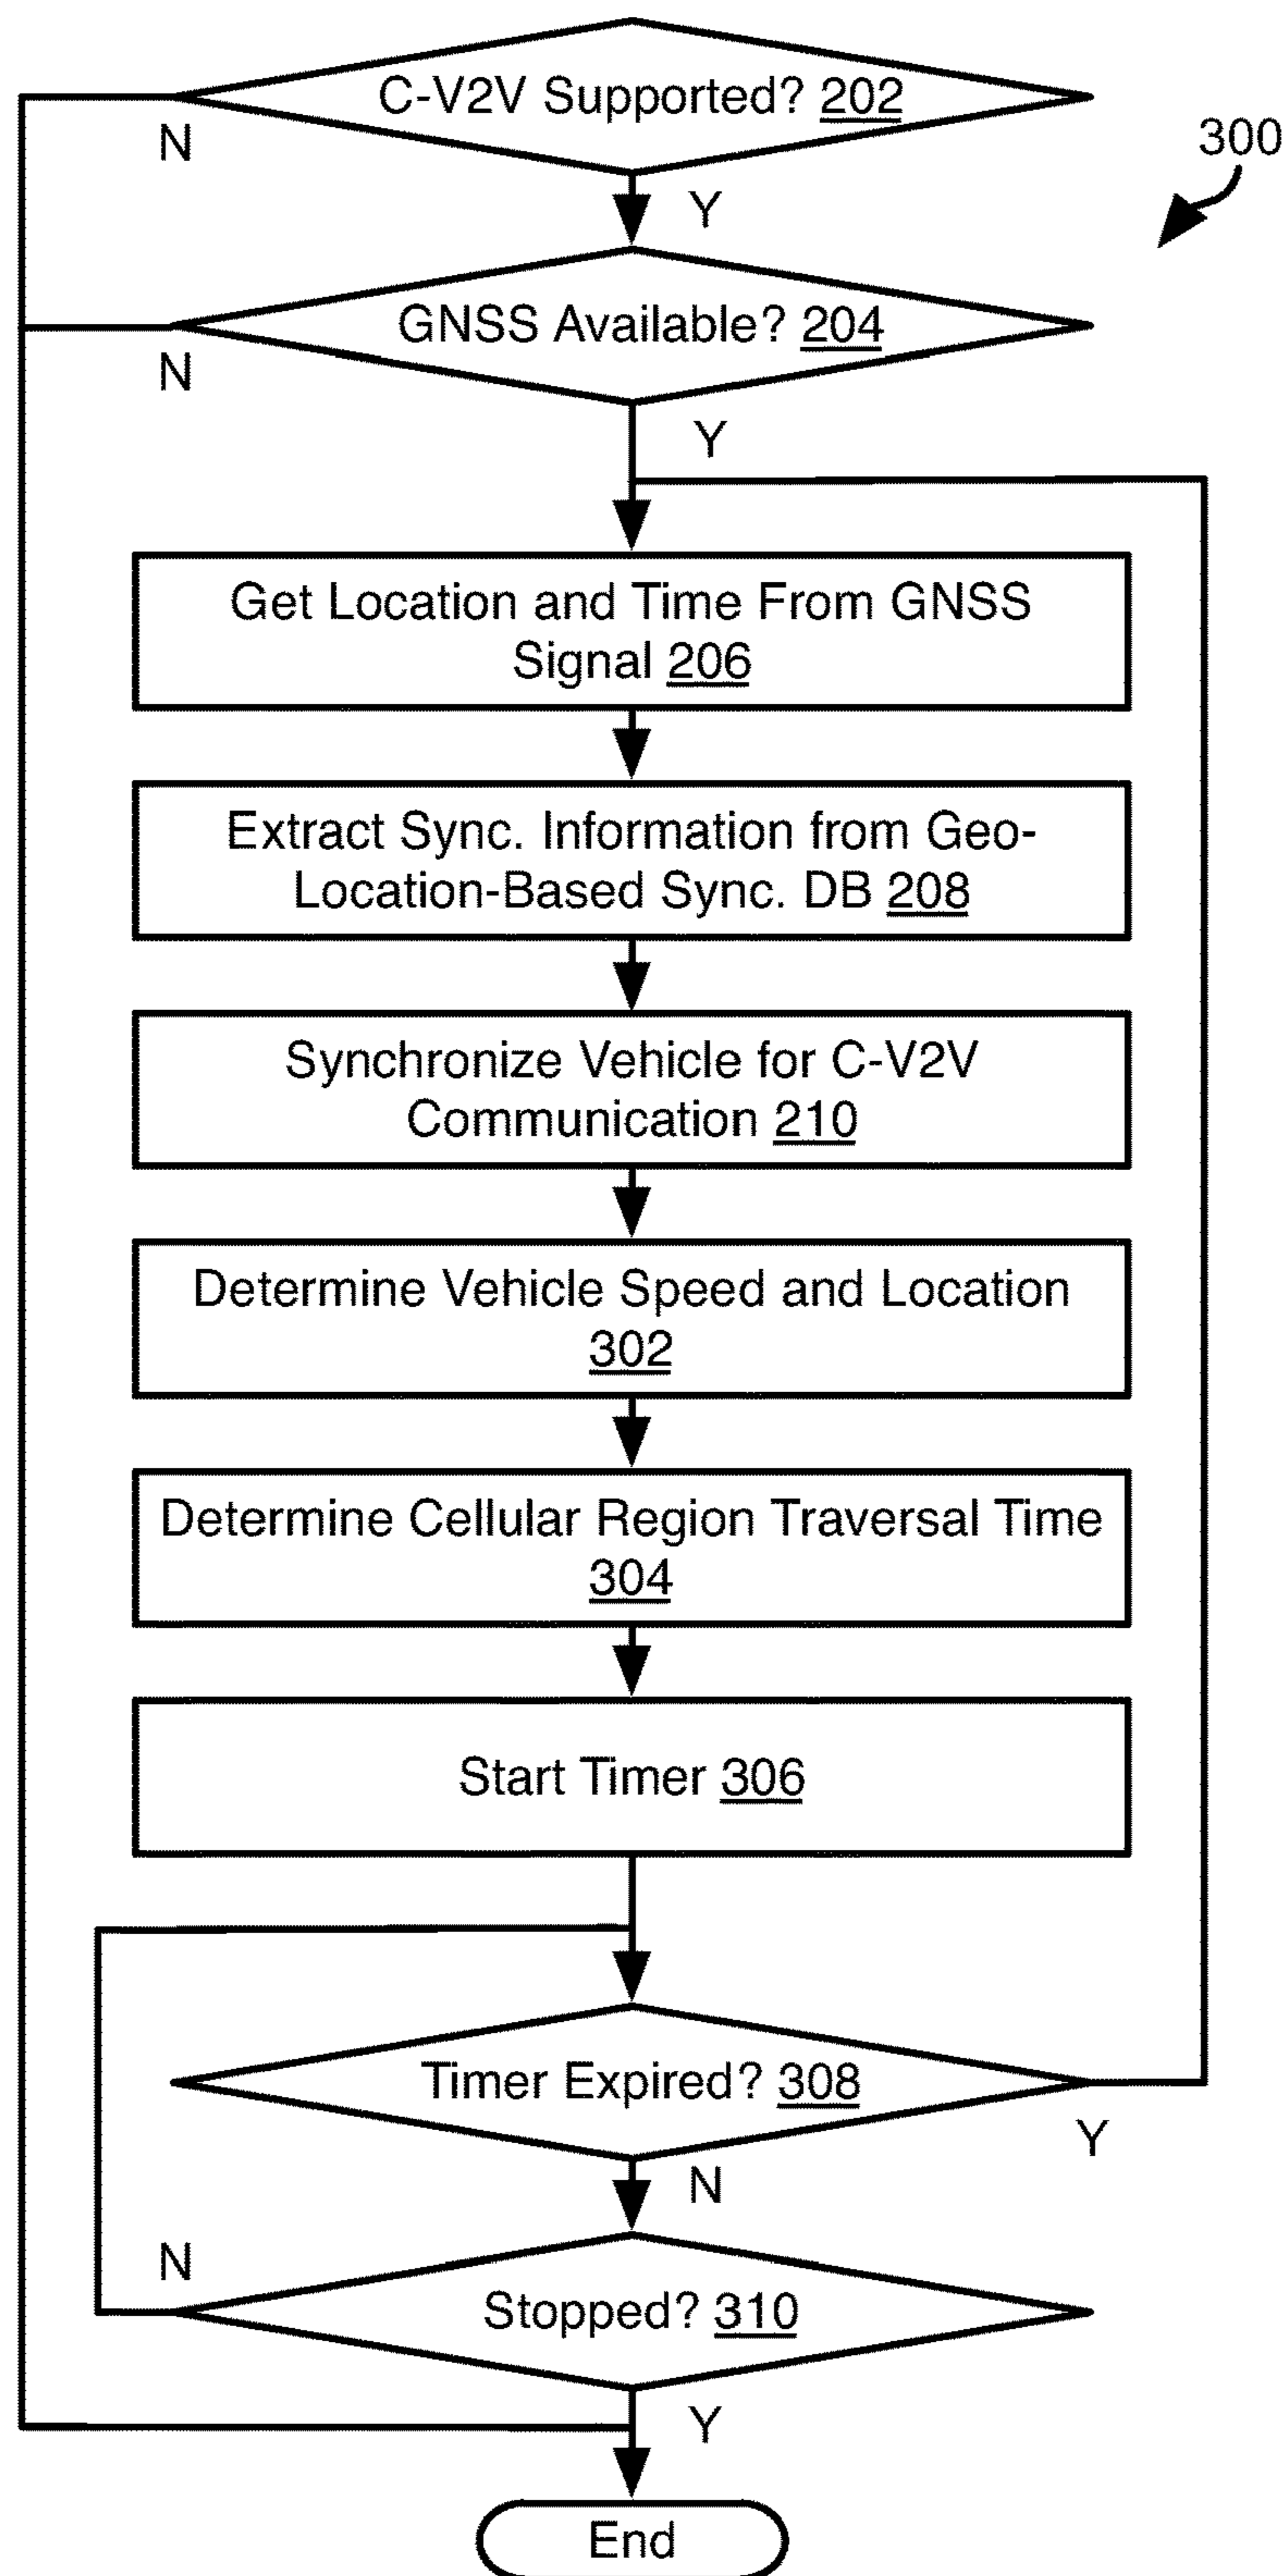 C-V2V Supported? 202
N
300
Y
GNSS Available? 204
N
Y
Get Location and Time From GNSS
Signal 206
Extract Sync. Information from Geo-
Location-Based Sync. DB 208
Synchronize Vehicle for C-V2V
Communication 210
Determine Vehicle Speed and Location
302
Determine Cellular Region Traversal Time
304
Start Timer 306
Timer Expired? 308
Y
N
N
Stopped? 310
Y
End